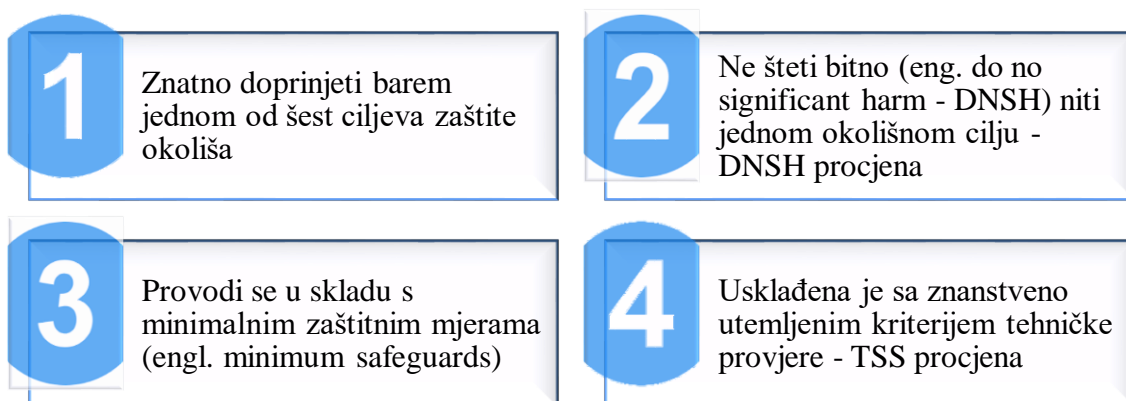 1
Znatno doprinjeti barem
jednom od šest ciljeva zaštite
okoliša
2
Ne šteti bitno (eng. do no
significant harm - DNSH) niti
jednom okolišnom cilju -
DNSH procjena
3
Provodi se u skladu s
minimalnim zaštitnim mjerama
(engl. minimum safeguards)
4
Usklađena je sa znanstveno
utemljenim kriterijem tehničke
provjere - TSS procjena